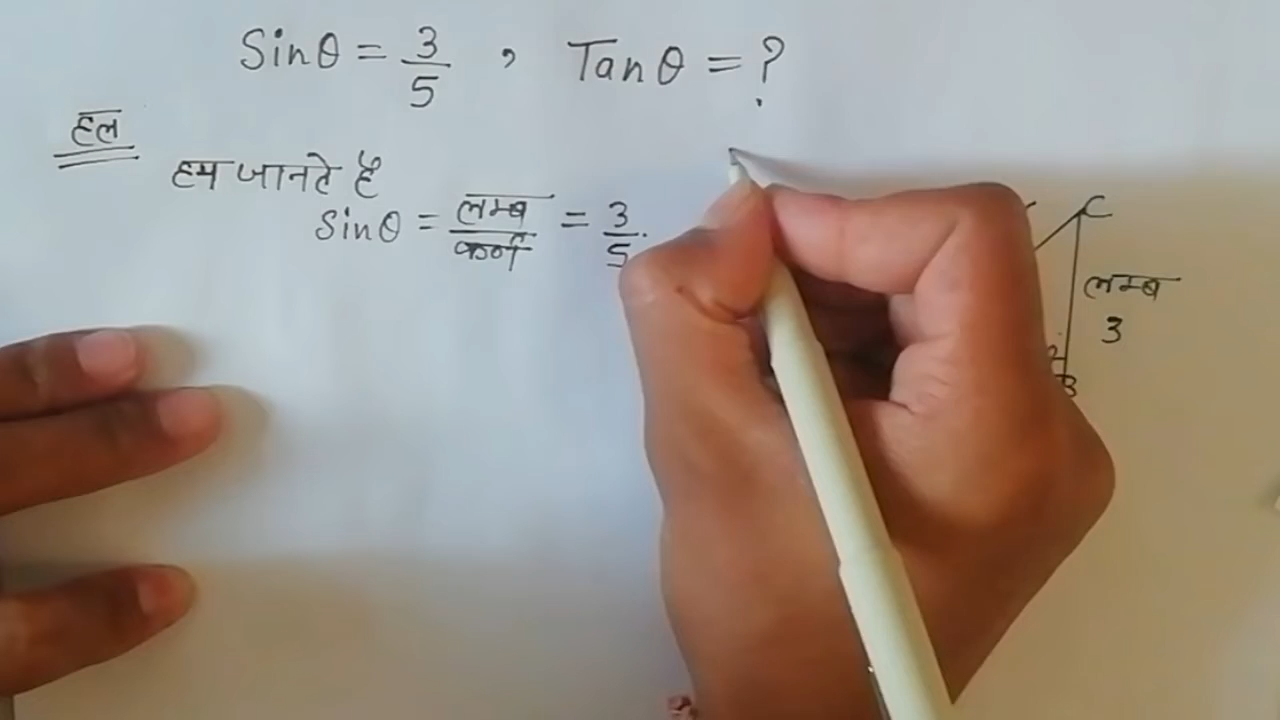 Sinθ = 3/5 , Tanθ = ?
हल
हम जानते है
Sinθ = लम्ब/कर्ण = 3/5
C
लम्ब
3
B